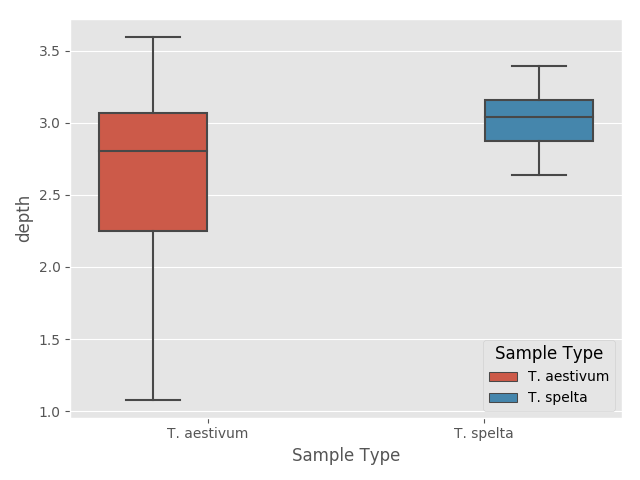 3.5
3.0
2.5
2.0
1.5
1.0
depth
Sample Type
T. aestivum
T. spelta
T. aestivum
T. spelta
Sample Type